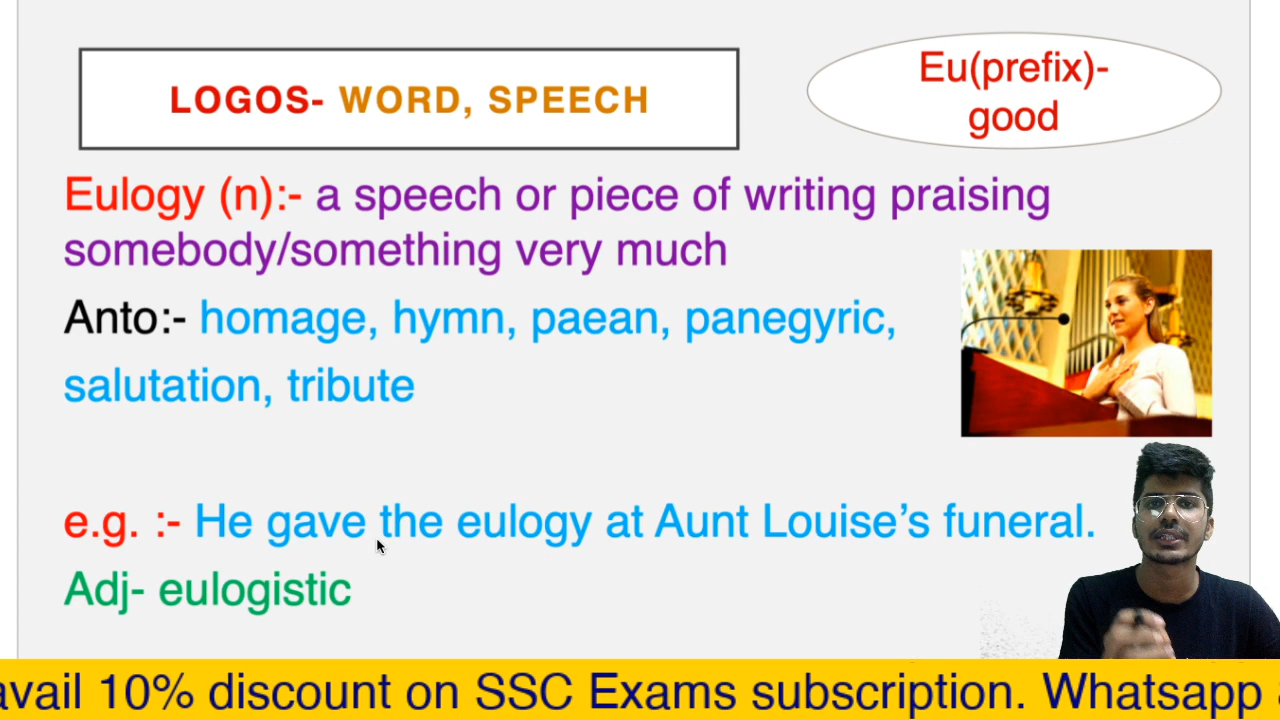 LOGOS- WORD, SPEECH
Eu(prefix)-
good
Eulogy (n):- a speech or piece of writing praising
somebody/something very much
Anto:- homage, hymn, paean, panegyric,
salutation, tribute
e.g. :- He gave the eulogy at Aunt Louise’s funeral.
Adj- eulogistic
avail 10% discount on SSC Exams subscription. Whatsapp